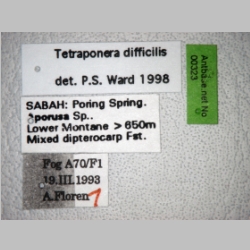 Tetraponera difficilis
det. P.S. Ward 1998
Antbase.net No
00323
SABAH: Poring Spring.
Aporusa Sp..
Lower Montane > 650m
Mixed dipterocarp Fst.
Fog A70/F1
19.III.1993
A.Floren